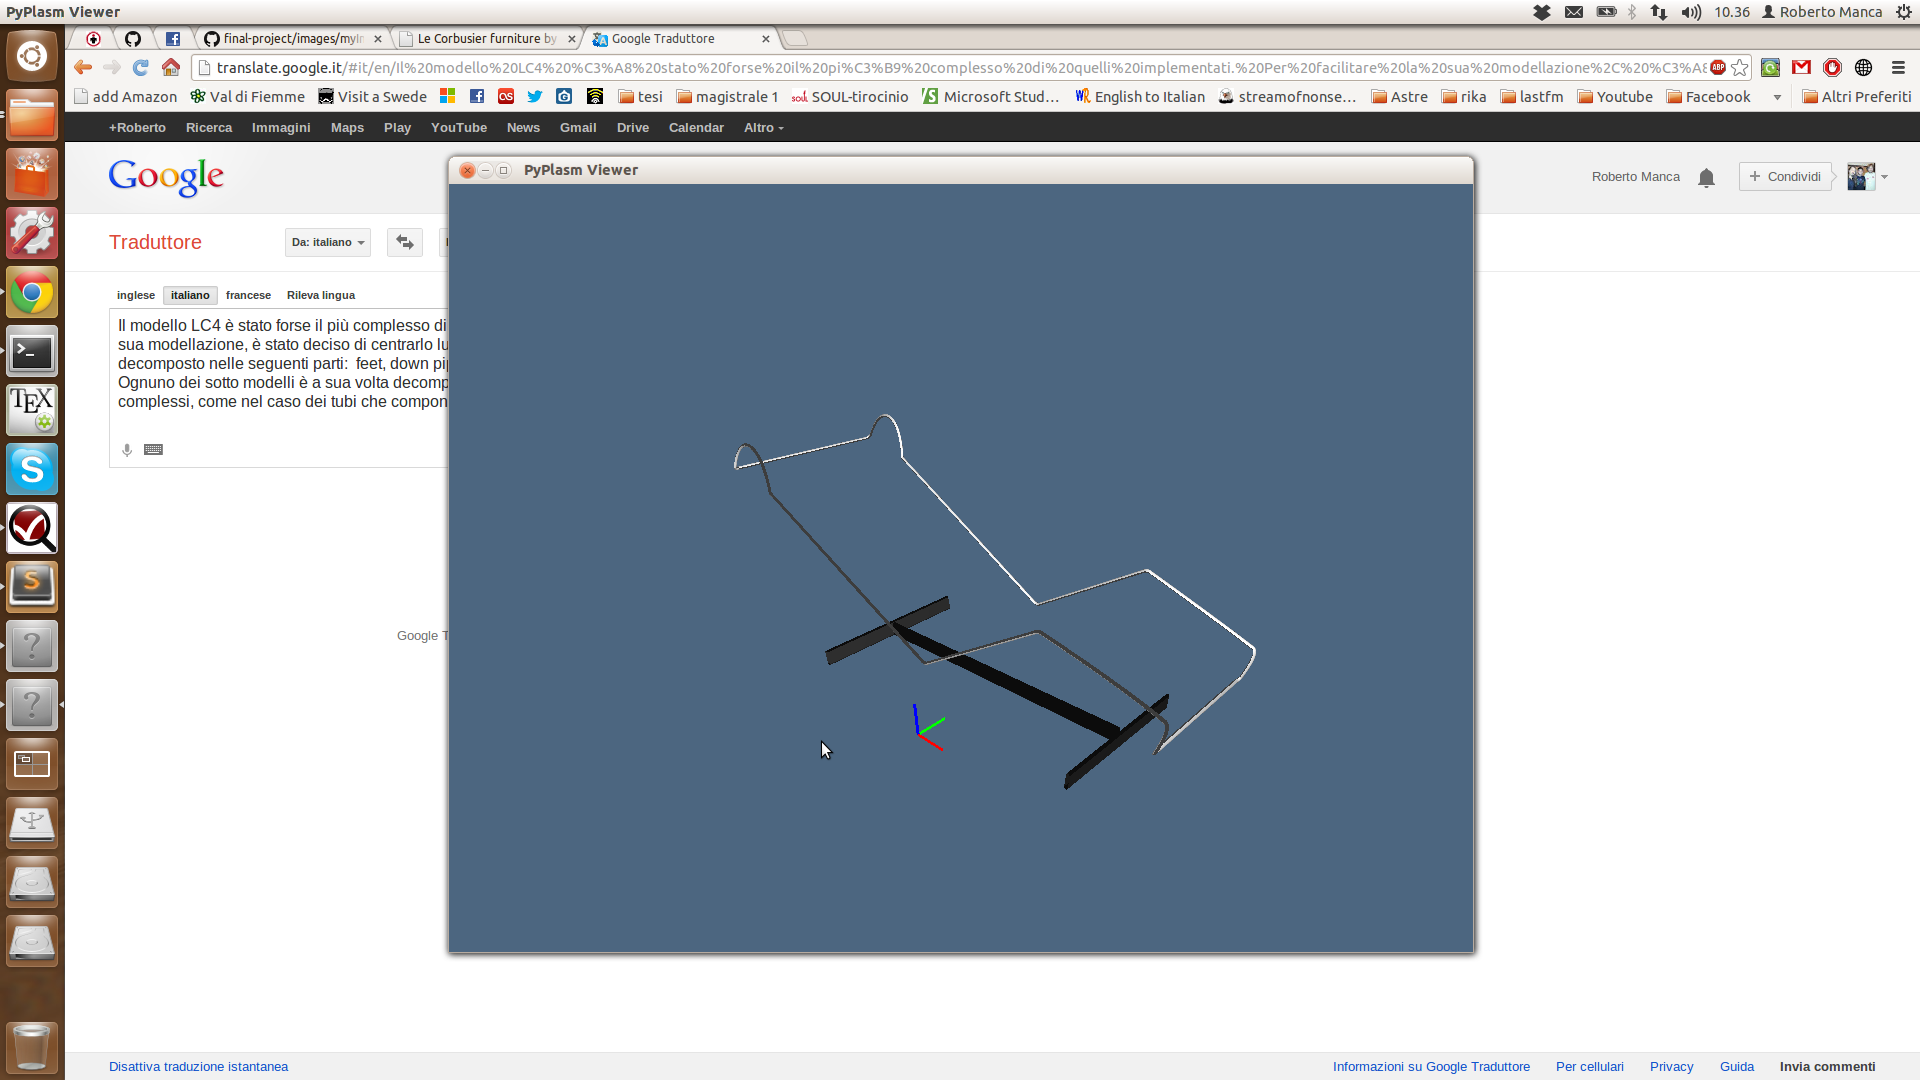 PyPlasm Viewer
10.36 Roberto Manca
final-project/images/myI
Le Corbusier furniture by
Google Traduttore
translate.google.it/#it/en/Il%20modello%20LC4%20%C3%A8%20stato%20forse%20il%20pi%C3%B9%20complesso%20di%20quelli%20implementati.%20Per%20facilitare%20la%20sua%20modellazione%2C%20%C3%A8
ABP
add Amazon
Val di Fiemme
Visit a Swede
tesi
magistrale 1
SOUL-tirocinio
Microsoft Stud...
English to Italian
streamofnonse...
Astre
rika
lastfm
Youtube
Facebook
Altri Preferiti
+Roberto Ricerca Immagini Maps Play YouTube News Gmail Drive Calendar Altro
Google
PyPlasm Viewer
Roberto Manca
+ Condividi
Traduttore
Da: italiano
inglese italiano francese Rileva lingua
Il modello LC4 è stato forse il più complesso di
sua modellazione, è stato deciso di centrarlo lu
decomposto nelle seguenti parti: feet, down pi
Ognuno dei sotto modelli è a sua volta decomp
complessi, come nel caso dei tubi che compon
Google T
TEX
S
S
Disattiva traduzione istantanea
Informazioni su Google Traduttore Per cellulari Privacy Guida Invia commenti